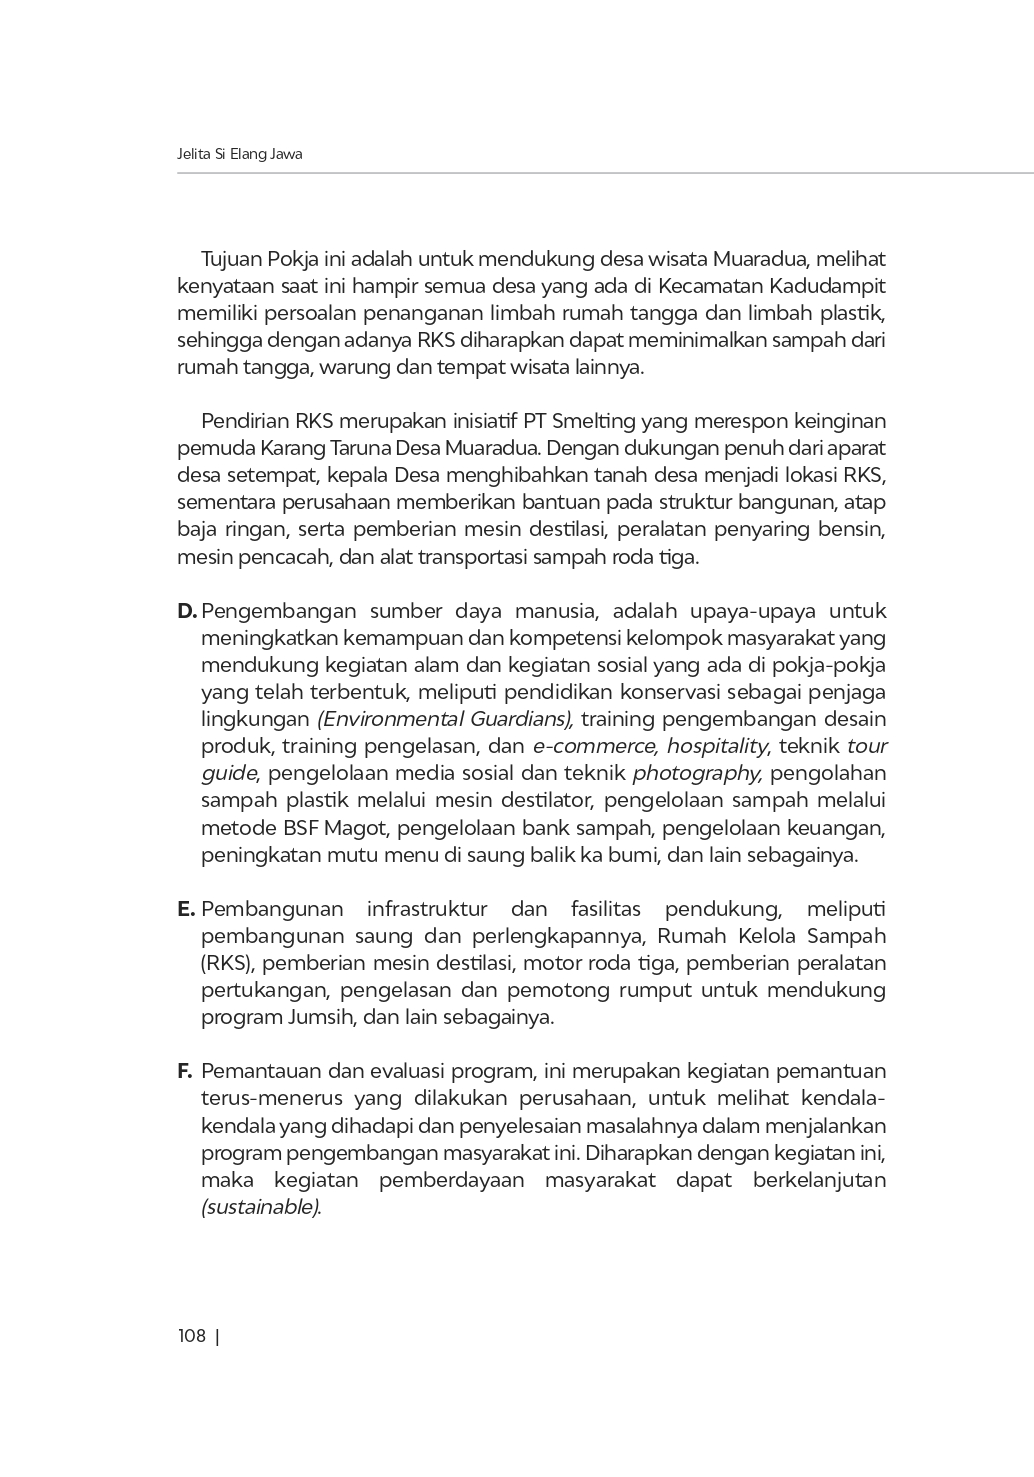 Jelita Si Elang Jawa
Tujuan Pokja ini adalah untuk mendukung desa wisata Muaradua, melihat
kenyataan saat ini hampir semua desa yang ada di Kecamatan Kadudampit
memiliki persoalan penanganan limbah rumah tangga dan limbah plastik,
sehingga dengan adanya RKS diharapkan dapat meminimalkan sampah dari
rumah tangga, warung dan tempat wisata lainnya.
Pendirian RKS merupakan inisiatif PT Smelting yang merespon keinginan
pemuda Karang Taruna Desa Muaradua. Dengan dukungan penuh dari aparat
desa setempat, kepala Desa menghibahkan tanah desa menjadi lokasi RKS,
sementara perusahaan memberikan bantuan pada struktur bangunan, atap
baja ringan, serta pemberian mesin destilasi, peralatan penyaring bensin,
mesin pencacah, dan alat transportasi sampah roda tiga.
D. Pengembangan sumber daya manusia, adalah upaya-upaya untuk
meningkatkan kemampuan dan kompetensi kelompok masyarakat yang
mendukung kegiatan alam dan kegiatan sosial yang ada di pokja-pokja
yang telah terbentuk, meliputi pendidikan konservasi sebagai penjaga
lingkungan (Environmental Guardians), training pengembangan desain
produk, training pengelasan, dan e-commerce, hospitality, teknik tour
guide, pengelolaan media sosial dan teknik photography, pengolahan
sampah plastik melalui mesin destilator, pengelolaan sampah melalui
metode BSF Magot, pengelolaan bank sampah, pengelolaan keuangan,
peningkatan mutu menu di saung balik ka bumi, dan lain sebagainya.
E. Pembangunan infrastruktur dan fasilitas pendukung, meliputi
pembangunan saung dan perlengkapannya, Rumah Kelola Sampah
(RKS), pemberian mesin destilasi, motor roda tiga, pemberian peralatan
pertukangan, pengelasan dan pemotong rumput untuk mendukung
program Jumsih, dan lain sebagainya.
F. Pemantauan dan evaluasi program, ini merupakan kegiatan pemantuan
terus-menerus yang dilakukan perusahaan, untuk melihat kendala-
kendala yang dihadapi dan penyelesaian masalahnya dalam menjalankan
program pengembangan masyarakat ini. Diharapkan dengan kegiatan ini,
maka kegiatan pemberdayaan masyarakat dapat berkelanjutan
(sustainable).
108 |